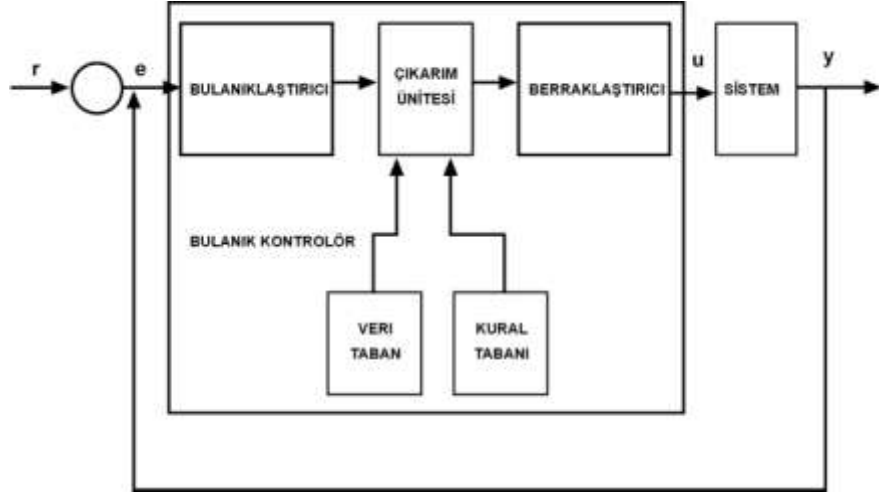 r
e
BULANIKLAŞTIRICI
ÇIKARIM
ÜNİTESİ
BERRAKLAŞTIRICI
u
SİSTEM
y
BULANIK KONTROLÖR
VERI
TABAN
KURAL
TABANI